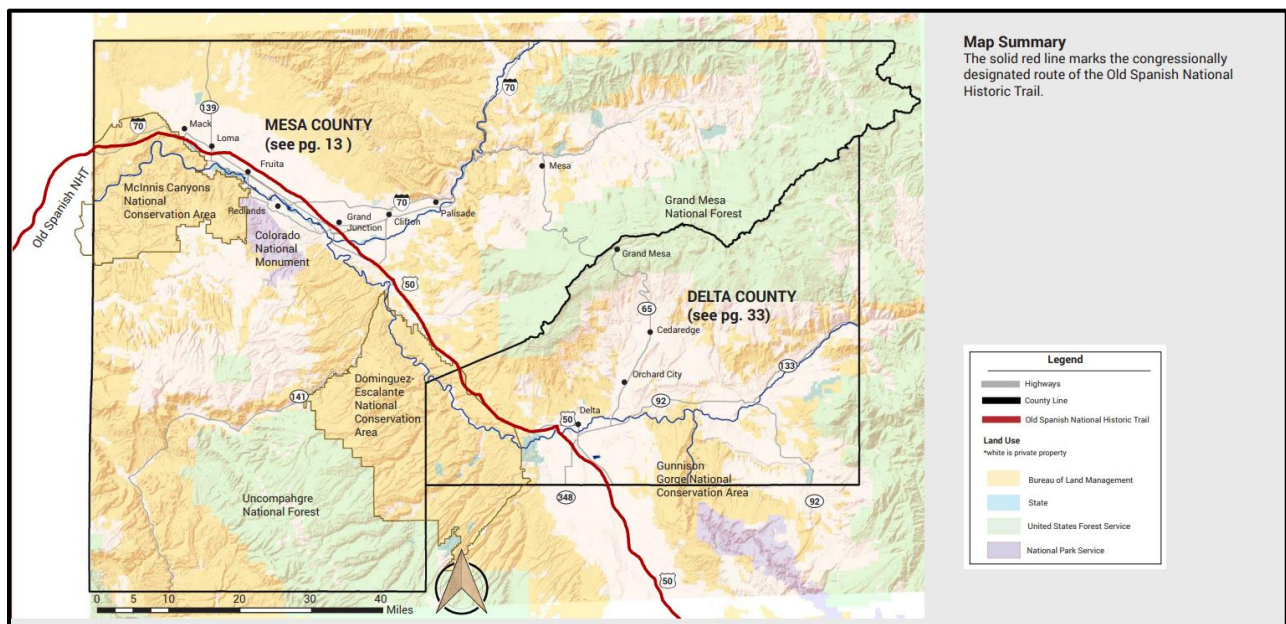 Map Summary
The solid red line marks the congressionally
designated route of the Old Spanish National
Historic Trail.
70
139
Mack
Loma
70
MESA COUNTY
(see pg. 13 )
Fruita
Mesa
Old Spanish NHT
McInnis Canyons
National
Conservation Area
Redlands
70
Grand
Junction
Clifton
Palisade
Grand Mesa
National Forest
Colorado
National
Monument
Grand Mesa
50
DELTA COUNTY
(see pg. 33)
65
Cedaredge
133
Dominguez-
Escalante
National
Conservation
Area
Orchard City
141
92
50
Delta
Uncompahgre
National Forest
Gunnison
Gorge National
Conservation Area
348
92
50
0 5 10 20 30 40
Miles
Legend
Highways
County Line
Old Spanish National Historic Trail
Land Use
*white is private property
Bureau of Land Management
State
United States Forest Service
National Park Service